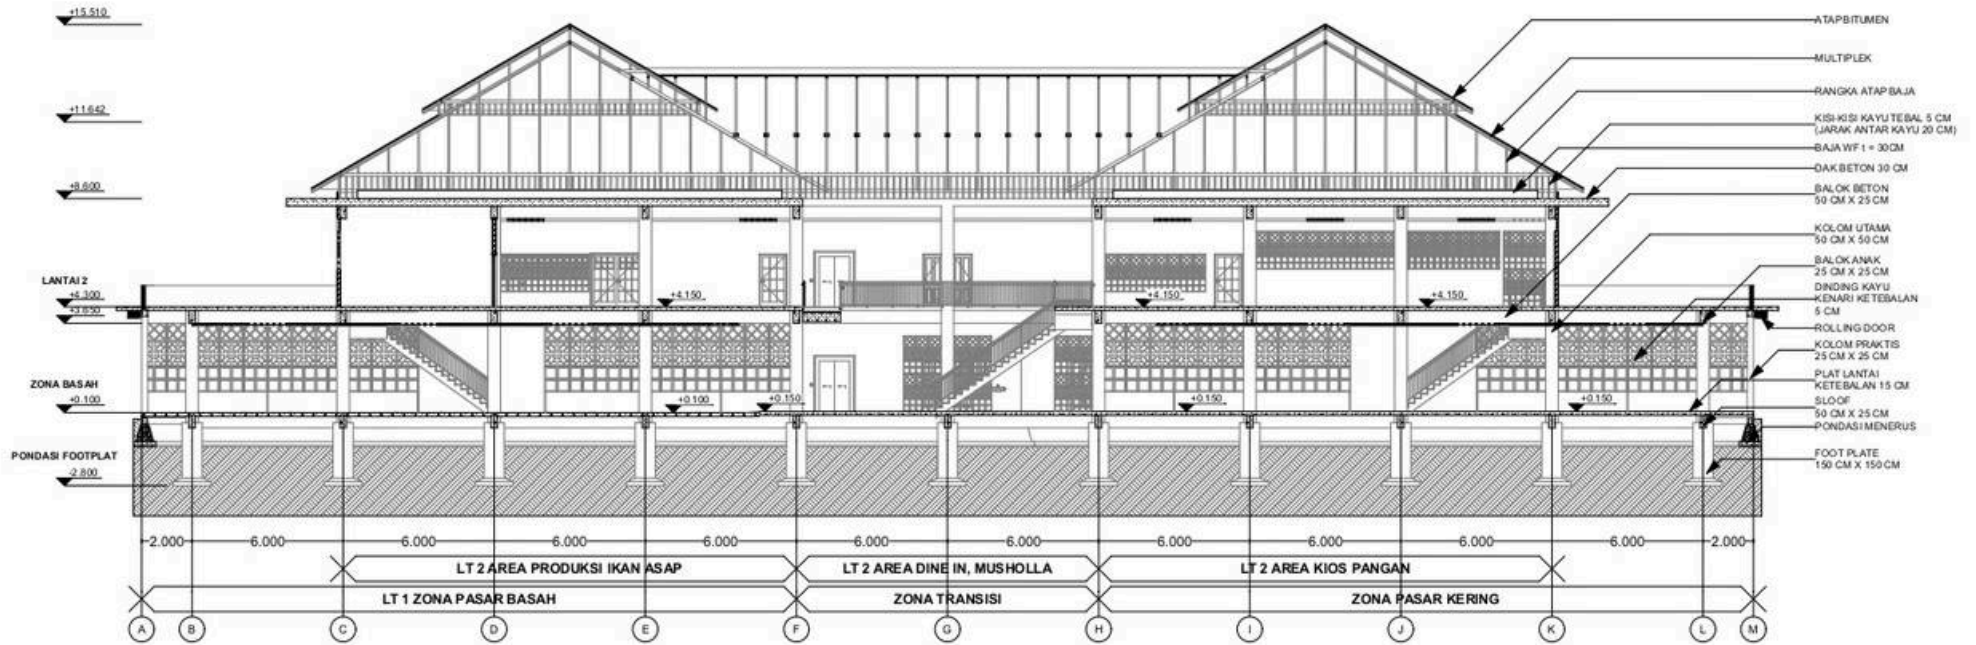 +15.510
+11.642
+8.600
LANTAI 2
+4.300
+3.850
ZONA BASAH
+0.100
PONDASI FOOTPLAT
-2.800
+4.150
+4.150
+4.150
+0.100
+0.150
+0.150
+0.150
ATAP BITUMEN
MULTIPLEK
RANGKA ATAP BAJA
KISI-KISI KAYU TEBAL 5 CM
(JARAK ANTAR KAYU 20 CM)
BAJA WF t = 30CM
DAK BETON 30 CM
BALOK BETON
50 CM X 25 CM
KOLOM UTAMA
50 CM X 50 CM
BALOK ANAK
25 CM X 25 CM
DINDING KAYU
KENARI KETEBALAN
5 CM
ROLLING DOOR
KOLOM PRAKTIS
25 CM X 25 CM
PLAT LANTAI
KETEBALAN 15 CM
SLOOF
50 CM X 25 CM
PONDASI MENERUS
FOOT PLATE
150 CM X 150 CM
2.000 6.000 6.000 6.000 6.000 6.000 6.000 6.000 6.000 6.000 6.000 2.000
LT 2 AREA PRODUKSI IKAN ASAP LT 2 AREA DINE IN, MUSHOLLA LT 2 AREA KIOS PANGAN
LT 1 ZONA PASAR BASAH ZONA TRANSISI ZONA PASAR KERING
A B C D E F G H I J K L M